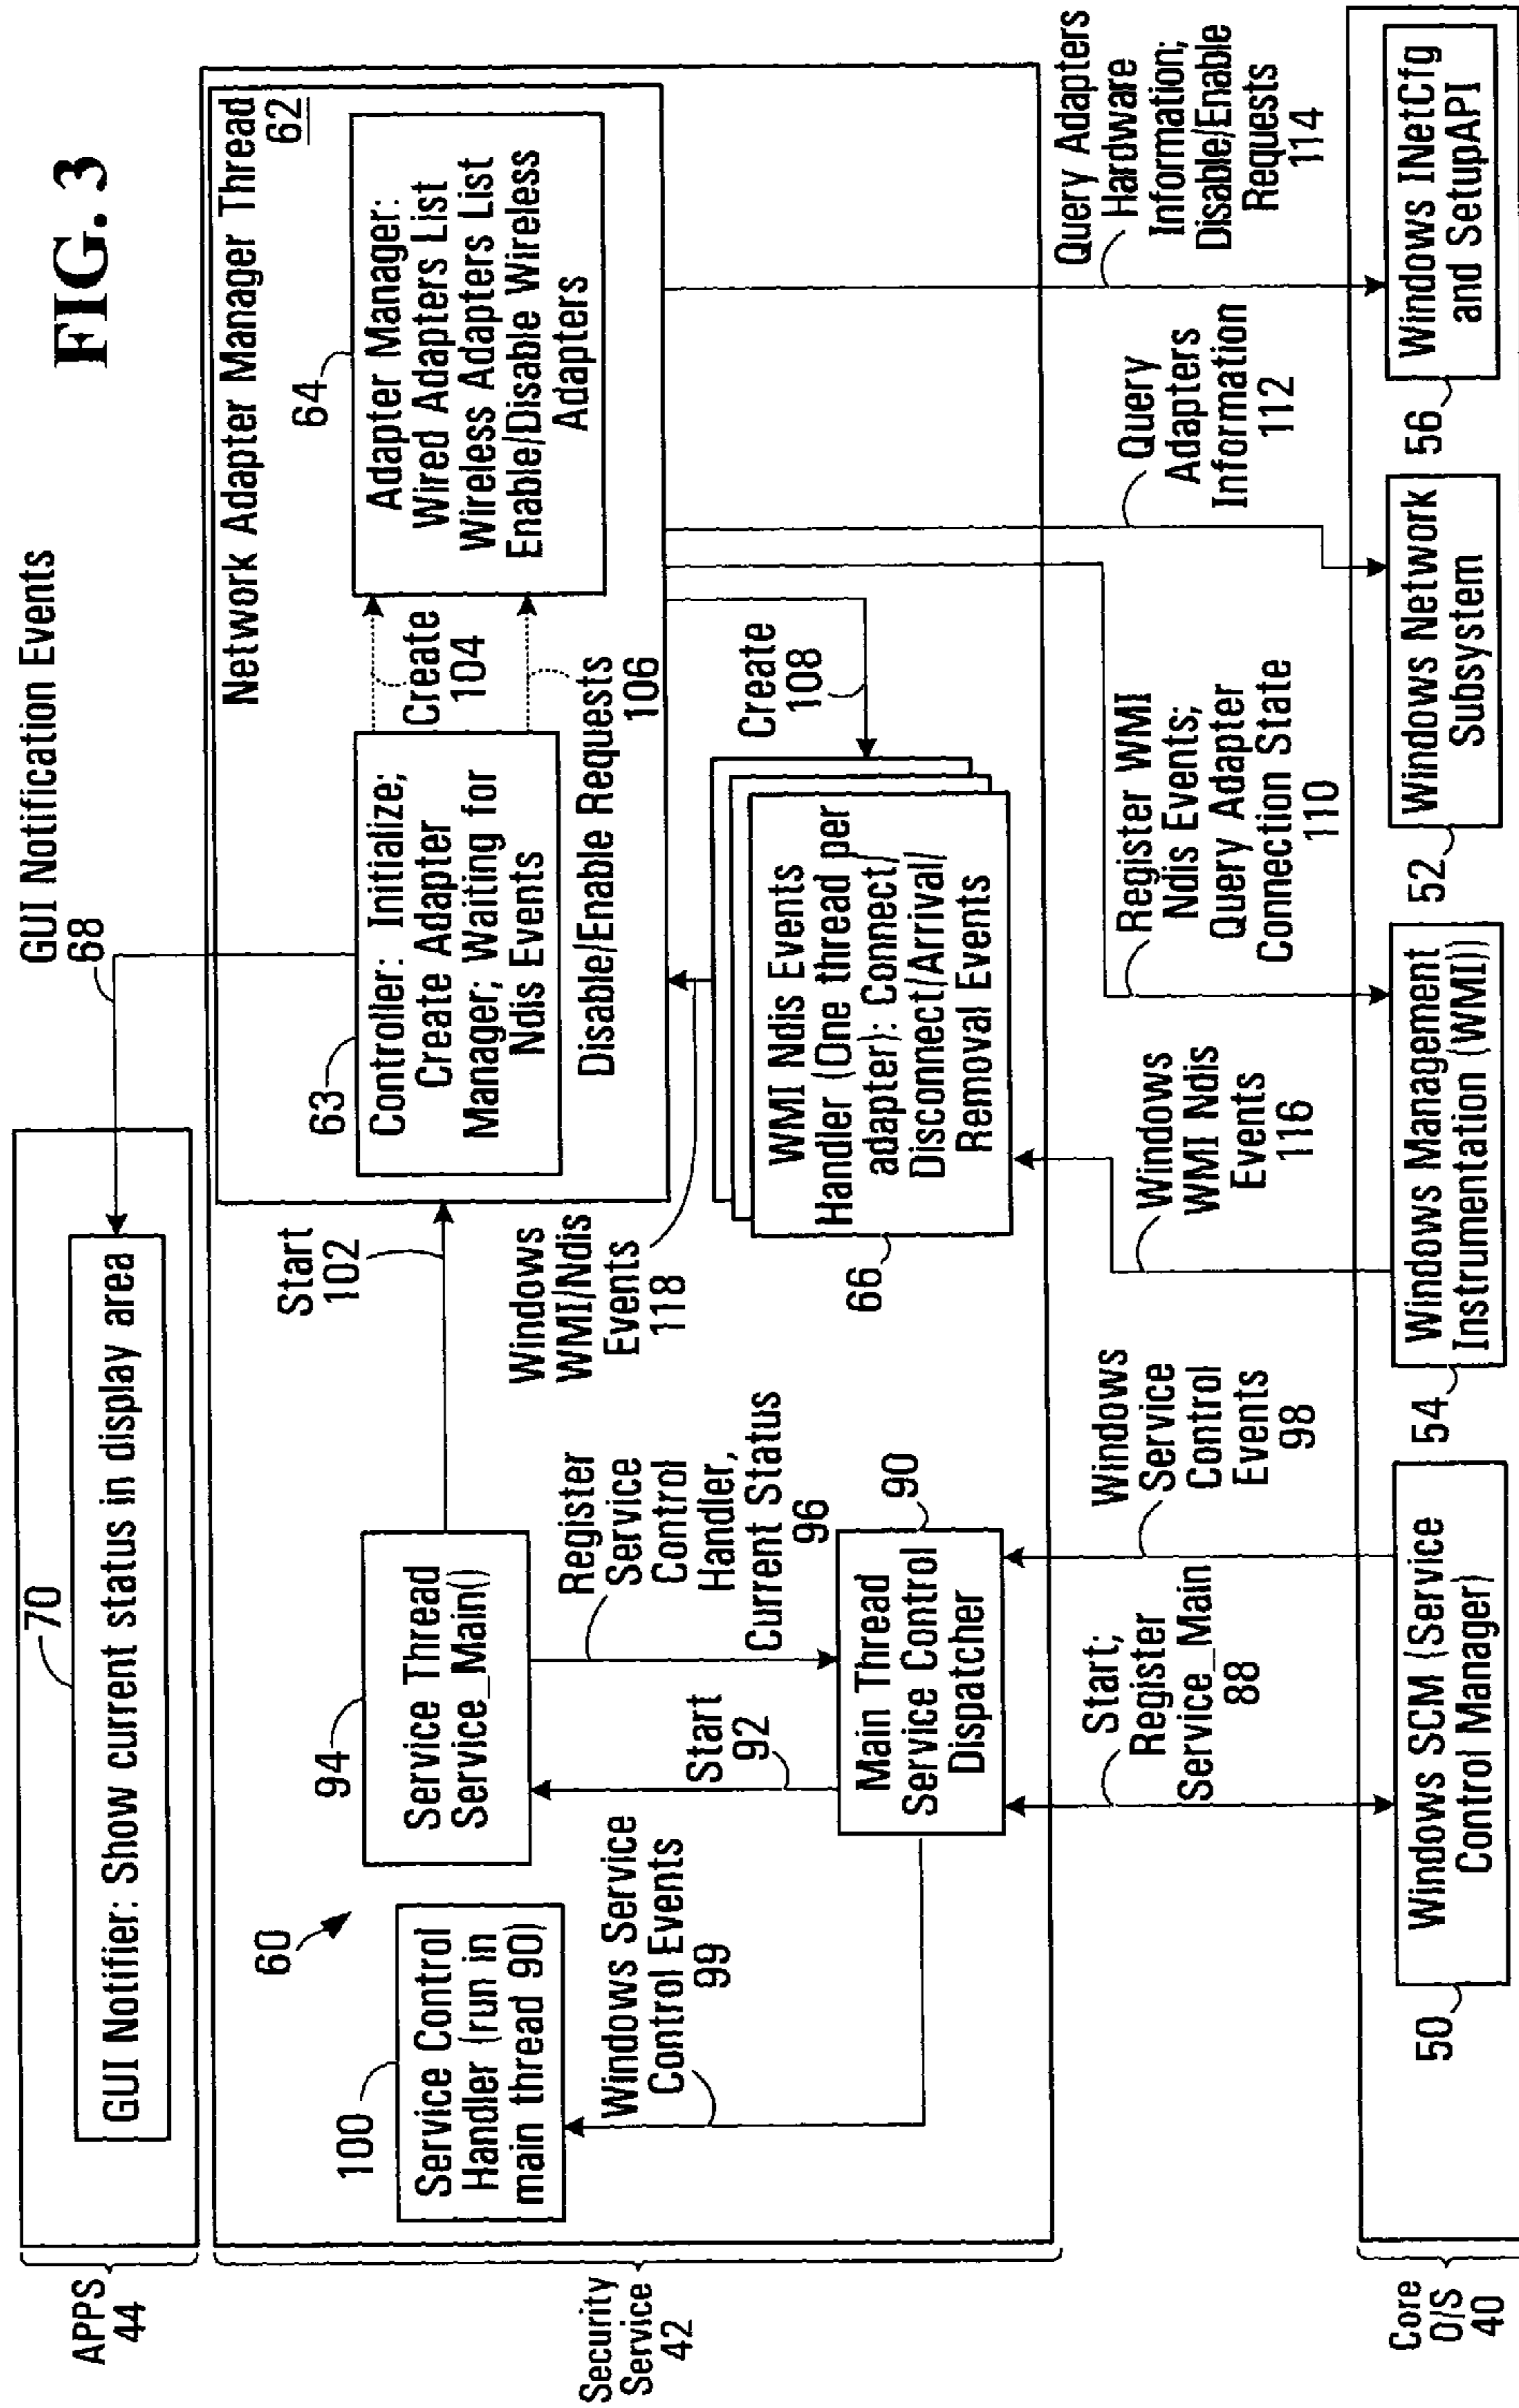 FIG. 3
GUI Notification Events
68
70
GUI Notifier: Show current status in display area
APPS
44
Network Adapter Manager Thread
62
63
Controller: Initialize;
Create Adapter
Manager; Waiting for
Ndis Events
Create
104
Disable/Enable Requests
106
64
Adapter Manager:
Wired Adapters List
Wireless Adapters List
Enable/Disable Wireless
Adapters
60
100
Service Control
Handler (run in
main thread 90)
94
Service Thread
Service_Main()
Start
102
Windows Service
Control Events
99
Start
92
Register
Service
Control
Handler,
Current Status
96
90
Main Thread
Service Control
Dispatcher
Windows
WMI/Ndis
Events
118
Create
108
66
WMI Ndis Events
Handler (One thread per
adapter): Connect/
Disconnect/Arrival/
Removal Events
Security
Service
42
Start;
Register
Service_Main
88
Windows
Service
Control
Events
98
Windows
WMI Ndis
Events
116
Register WMI
Ndis Events;
Query Adapter
Connection State
110
Query
Adapters
Information
112
Query Adapters
Hardware
Information;
Disable/Enable
Requests
114
Core
O/S
40
50
Windows SCM (Service
Control Manager)
54
Windows Management
Instrumentation (WMI)
52
Windows Network
Subsystem
56
Windows INetCfg
and SetupAPI